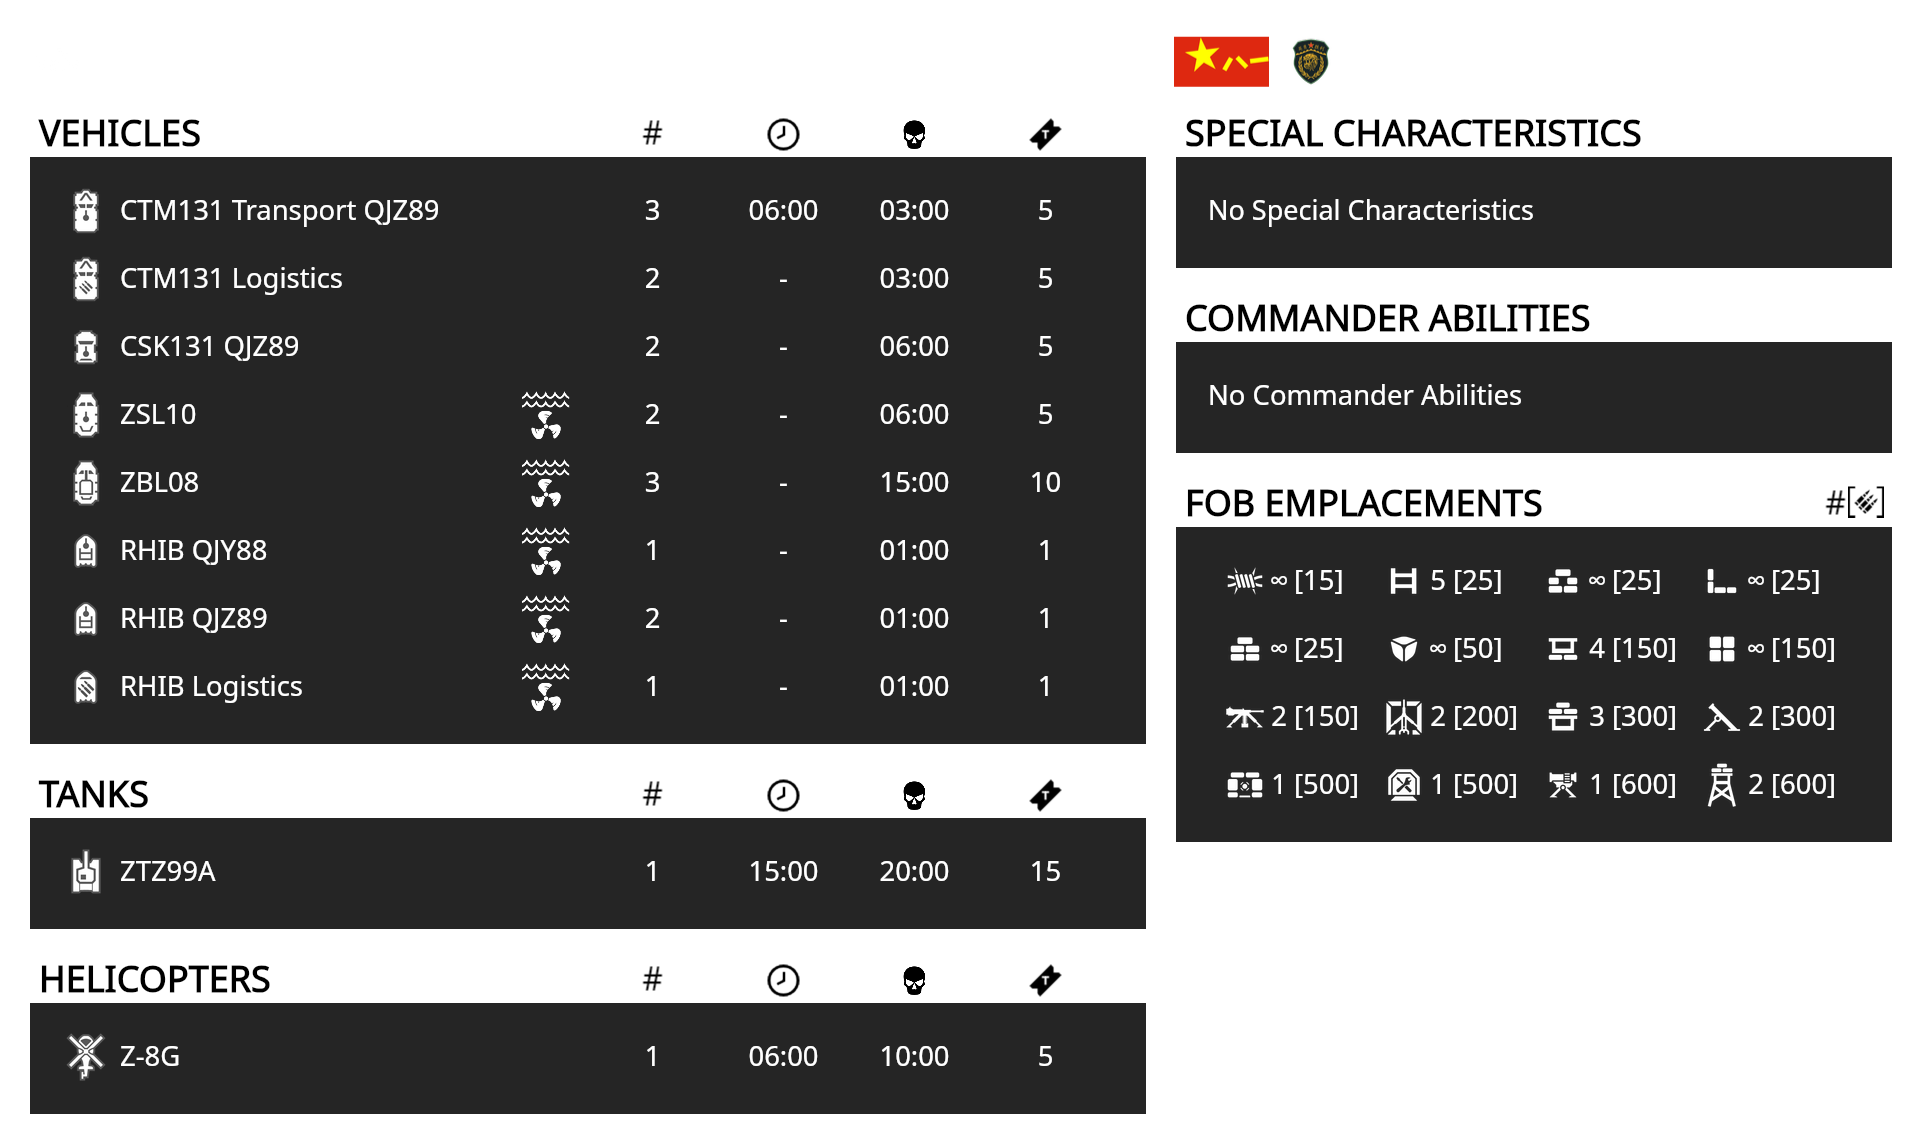 八一
VEHICLES #
CTM131 Transport QJZ89 3 06:00 03:00 5
CTM131 Logistics 2 - 03:00 5
CSK131 QJZ89 2 - 06:00 5
ZSL10 2 - 06:00 5
ZBL08 3 - 15:00 10
RHIB QJY88 1 - 01:00 1
RHIB QJZ89 2 - 01:00 1
RHIB Logistics 1 - 01:00 1
TANKS #
ZTZ99A 1 15:00 20:00 15
HELICOPTERS #
Z-8G 1 06:00 10:00 5
SPECIAL CHARACTERISTICS
No Special Characteristics
COMMANDER ABILITIES
No Commander Abilities
FOB EMPLACEMENTS #[ ]
∞ [15] 5 [25] ∞ [25] ∞ [25]
∞ [25] ∞ [50] 4 [150] ∞ [150]
2 [150] 2 [200] 3 [300] 2 [300]
1 [500] 1 [500] 1 [600] 2 [600]